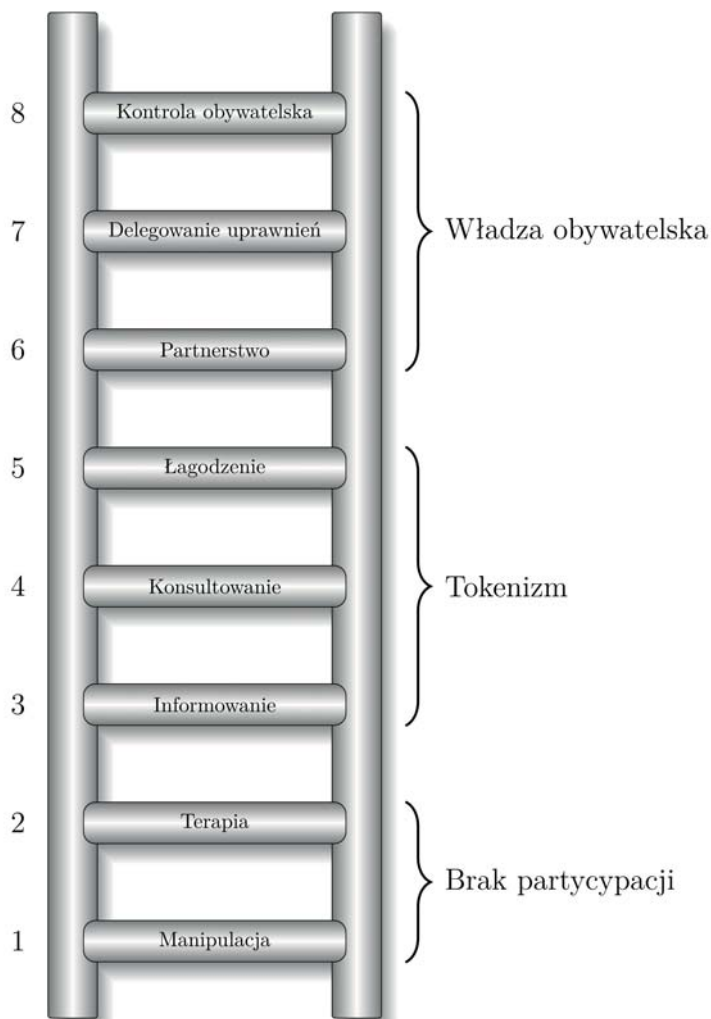 8 Kontrola obywatelska
7 Delegowanie uprawnień
Władza obywatelska
6 Partnerstwo
5 Łagodzenie
4 Konsultowanie
Tokenizm
3 Informowanie
2 Terapia
Brak partycypacji
1 Manipulacja